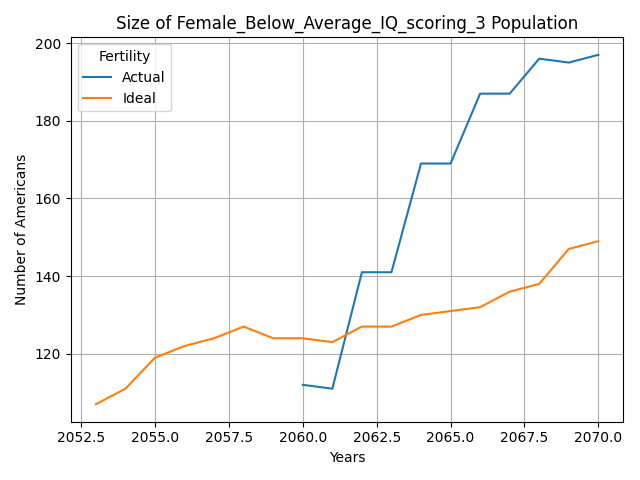 Size of Female_Below_Average_IQ_scoring_3 Population
Fertility
Actual
Ideal
Number of Americans
200
180
160
140
120
2052.5 2055.0 2057.5 2060.0 2062.5 2065.0 2067.5 2070.0
Years